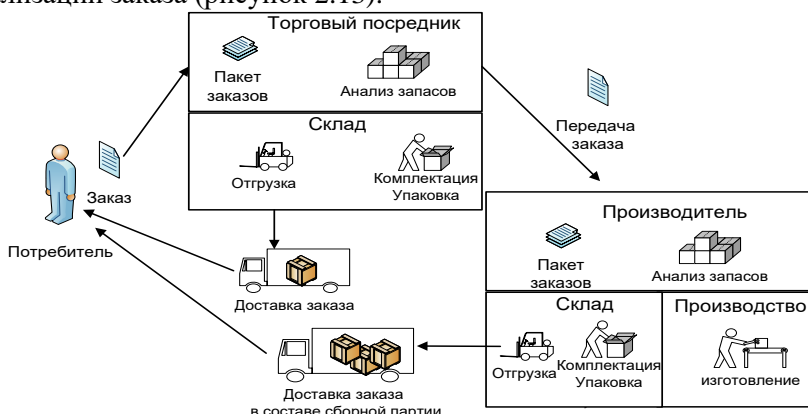 лизации заказа (рисунок 2.13).
Торговый посредник
Пакет
заказов
Анализ запасов
Склад
Отгрузка
Комплектация
Упаковка
Заказ
Потребитель
Передача
заказа
Производитель
Пакет
заказов
Анализ запасов
Склад
Отгрузка
Комплектация
Упаковка
Производство
изготовление
Доставка заказа
Доставка заказа
в составе сборной партии